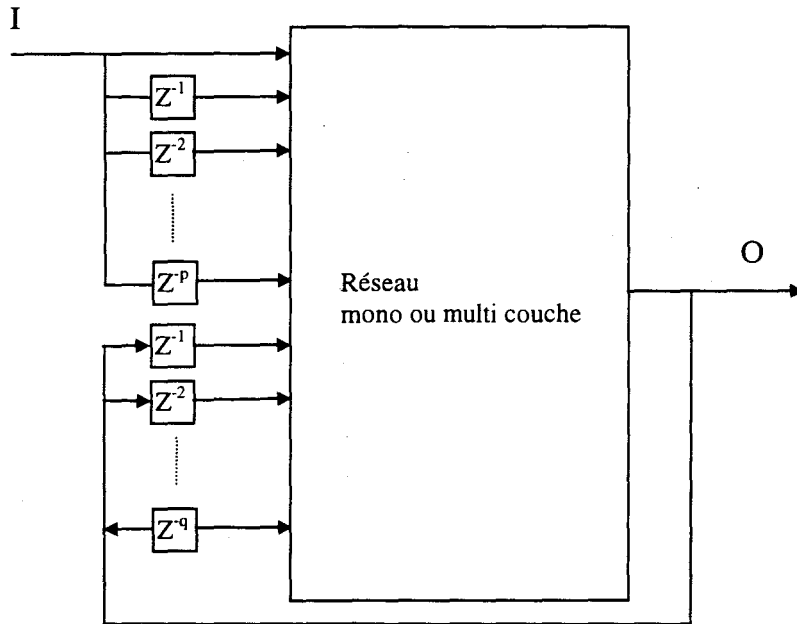 I
Z⁻¹
Z⁻²
Z⁻ᵖ
O
Réseau
mono ou multi couche
Z⁻¹
Z⁻²
Z⁻q